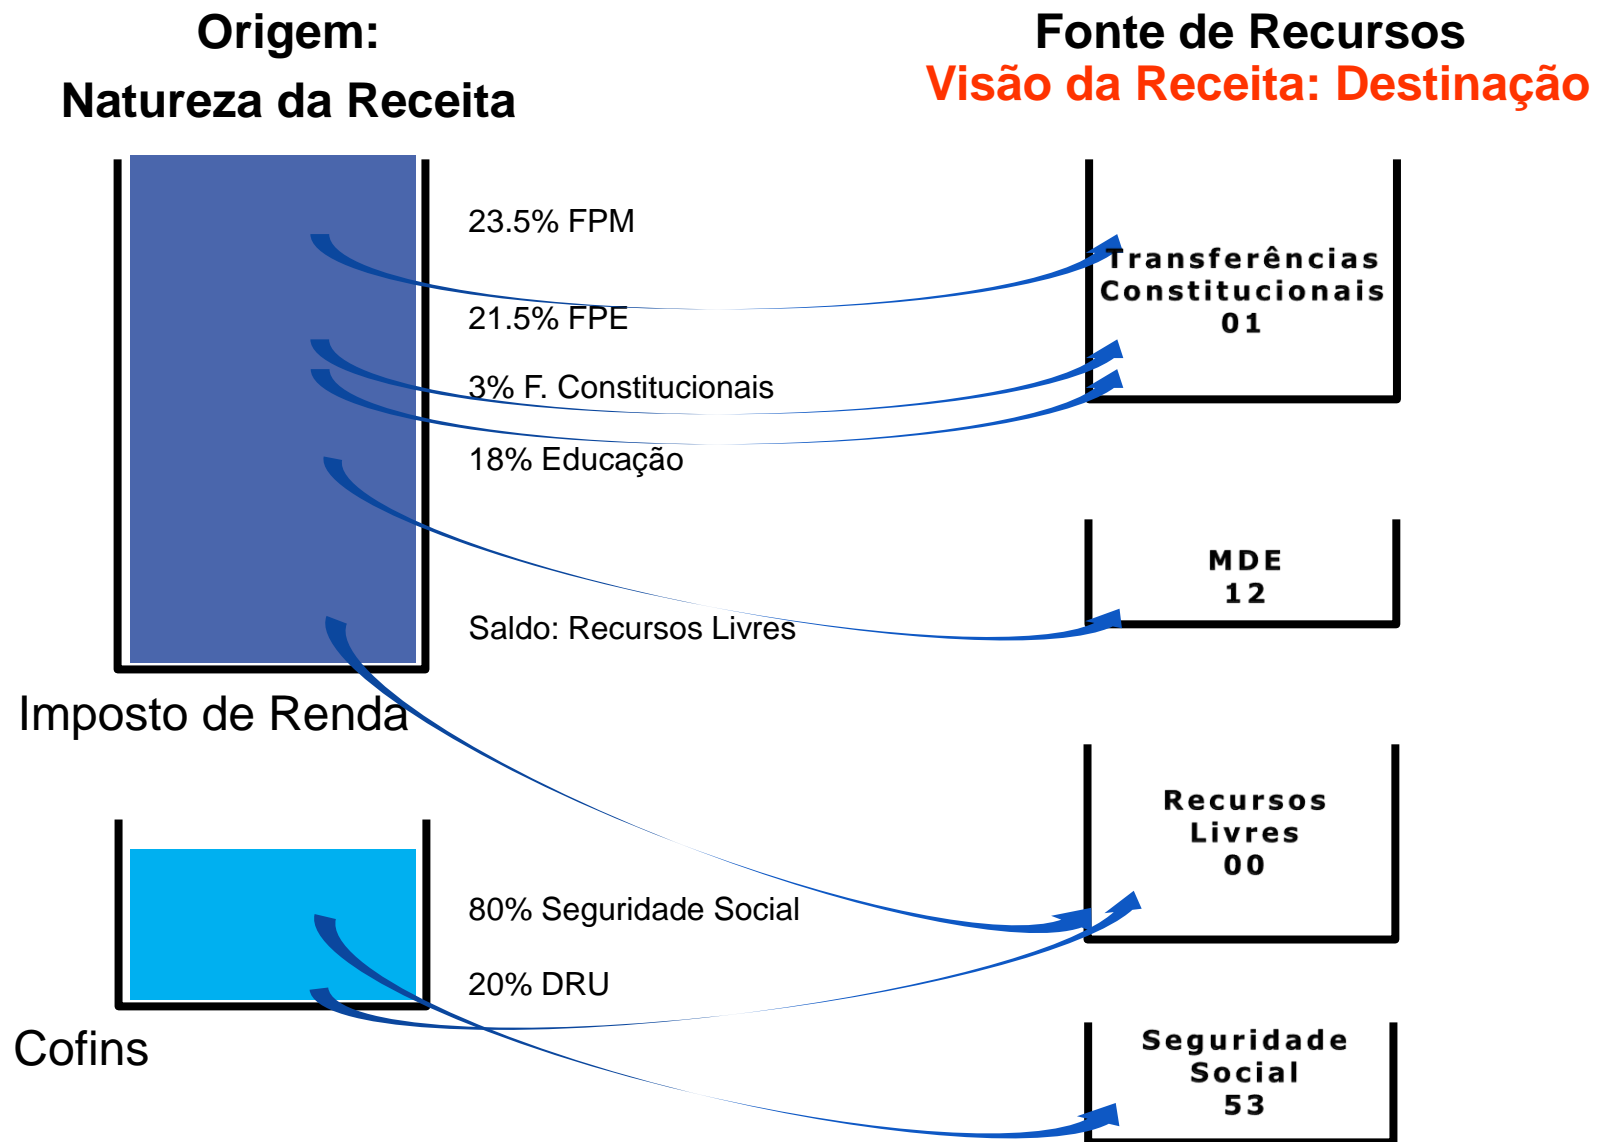 Origem:
Natureza da Receita
Fonte de Recursos
Visão da Receita: Destinação
23.5% FPM
21.5% FPE
3% F. Constitucionais
18% Educação
Saldo: Recursos Livres
Imposto de Renda
80% Seguridade Social
20% DRU
Cofins
Transferências
Constitucionais
01
MDE
12
Recursos
Livres
00
Seguridade
Social
53